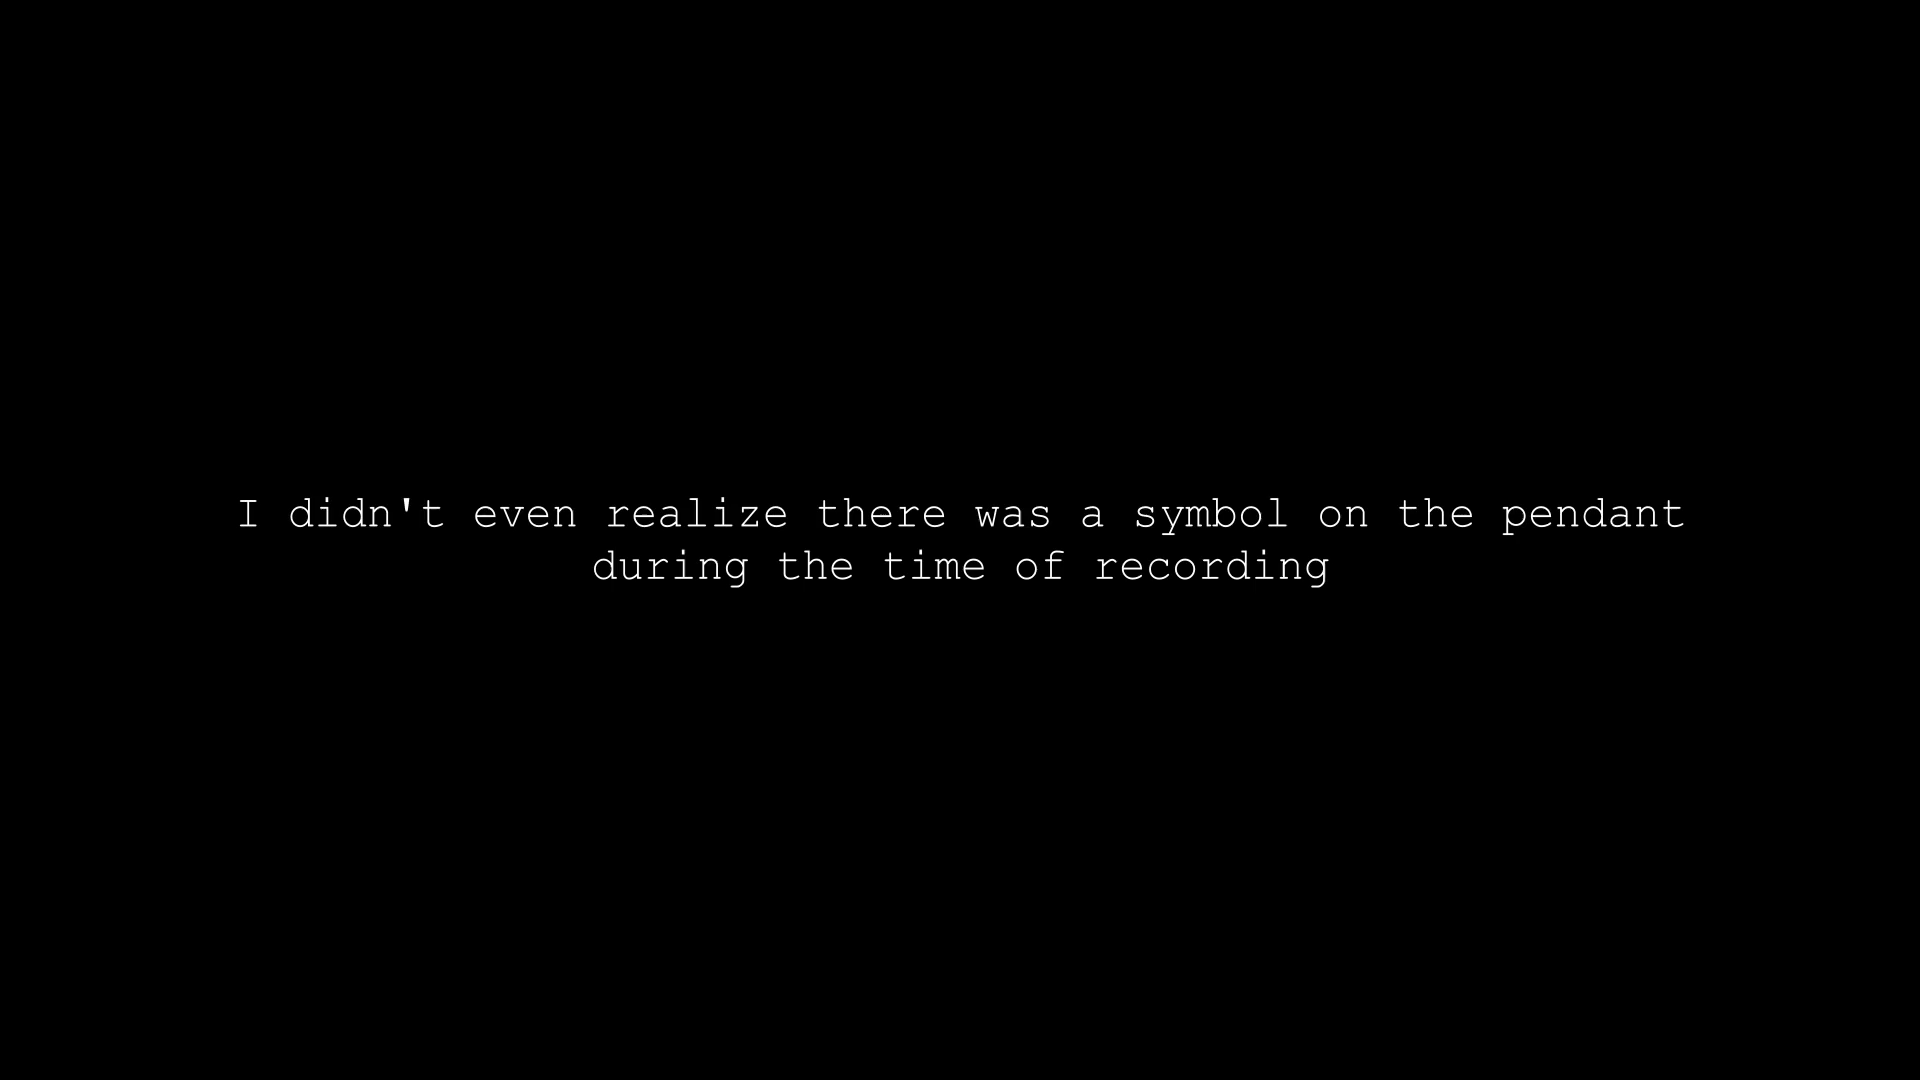 I didn't even realize there was a symbol on the pendant
during the time of recording